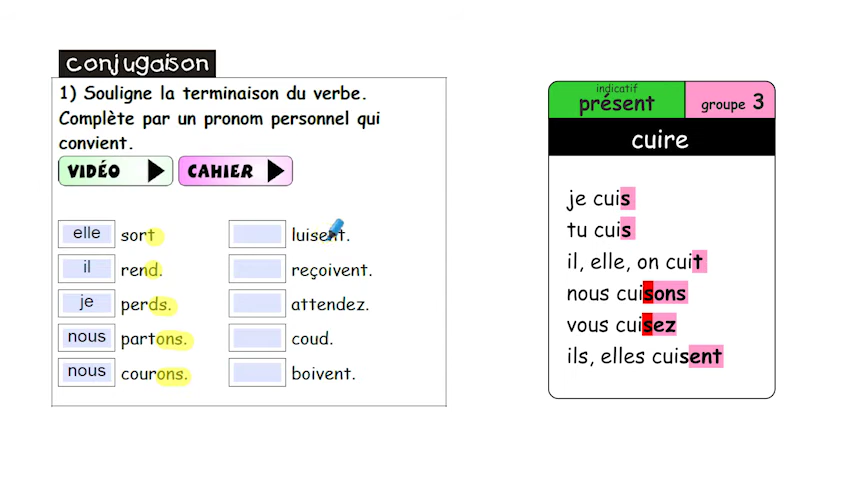 conjugaison
1) Souligne la terminaison du verbe.
Complète par un pronom personnel qui
convient.
VIDÉO CAHIER
elle sort
il rend.
je perds.
nous partons.
nous courons.
luisent.
reçoivent.
attendez.
coud.
boivent.
indicatif
présent
groupe 3
cuire
je cuis
tu cuis
il, elle, on cuit
nous cuisons
vous cuisez
ils, elles cuisent